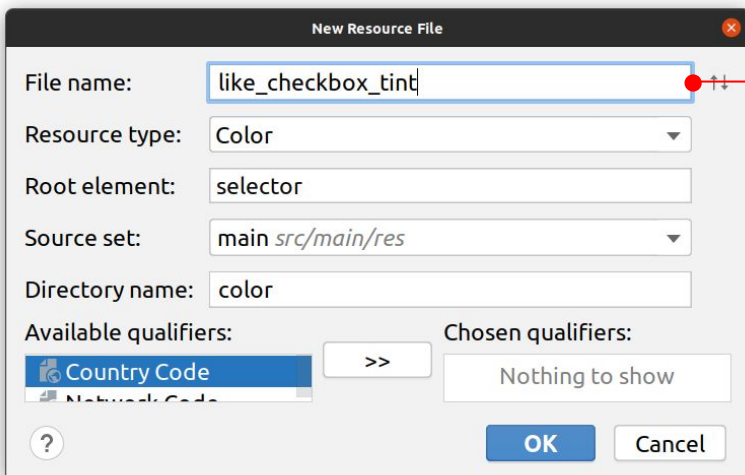 New Resource File
File name: like_checkbox_tint
Resource type: Color
Root element: selector
Source set: main src/main/res
Directory name: color
Available qualifiers: Chosen qualifiers:
Country Code >> Nothing to show
Network Code
? OK Cancel